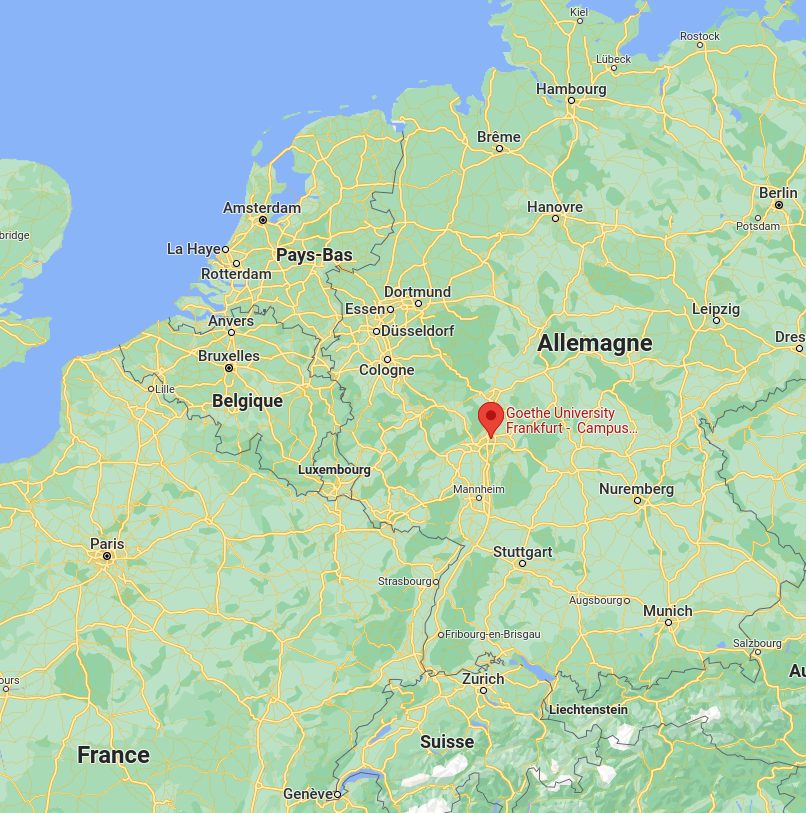 Kiel
Rostock
Lübeck
Hambourg
Brême
Berlin
Amsterdam
Hanovre
Potsdam
bridge
La Haye
Pays-Bas
Rotterdam
Dortmund
Essen
Leipzig
Anvers
Düsseldorf
Dres
Allemagne
Bruxelles
Cologne
Lille
Belgique
Goethe University
Frankfurt - Campus...
Luxembourg
Mannheim
Nuremberg
Paris
Stuttgart
Strasbourg
Augsbourg
Munich
Fribourg-en-Brisgau
Salzbourg
Au
ours
Zurich
Liechtenstein
Suisse
France
Genève